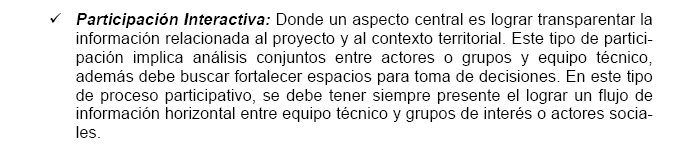 ✓ Participación Interactiva: Donde un aspecto central es lograr transparentar la
información relacionada al proyecto y al contexto territorial. Este tipo de partici-
pación implica análisis conjuntos entre actores o grupos y equipo técnico,
además debe buscar fortalecer espacios para toma de decisiones. En este tipo
de proceso participativo, se debe tener siempre presente el lograr un flujo de
información horizontal entre equipo técnico y grupos de interés o actores socia-
les.